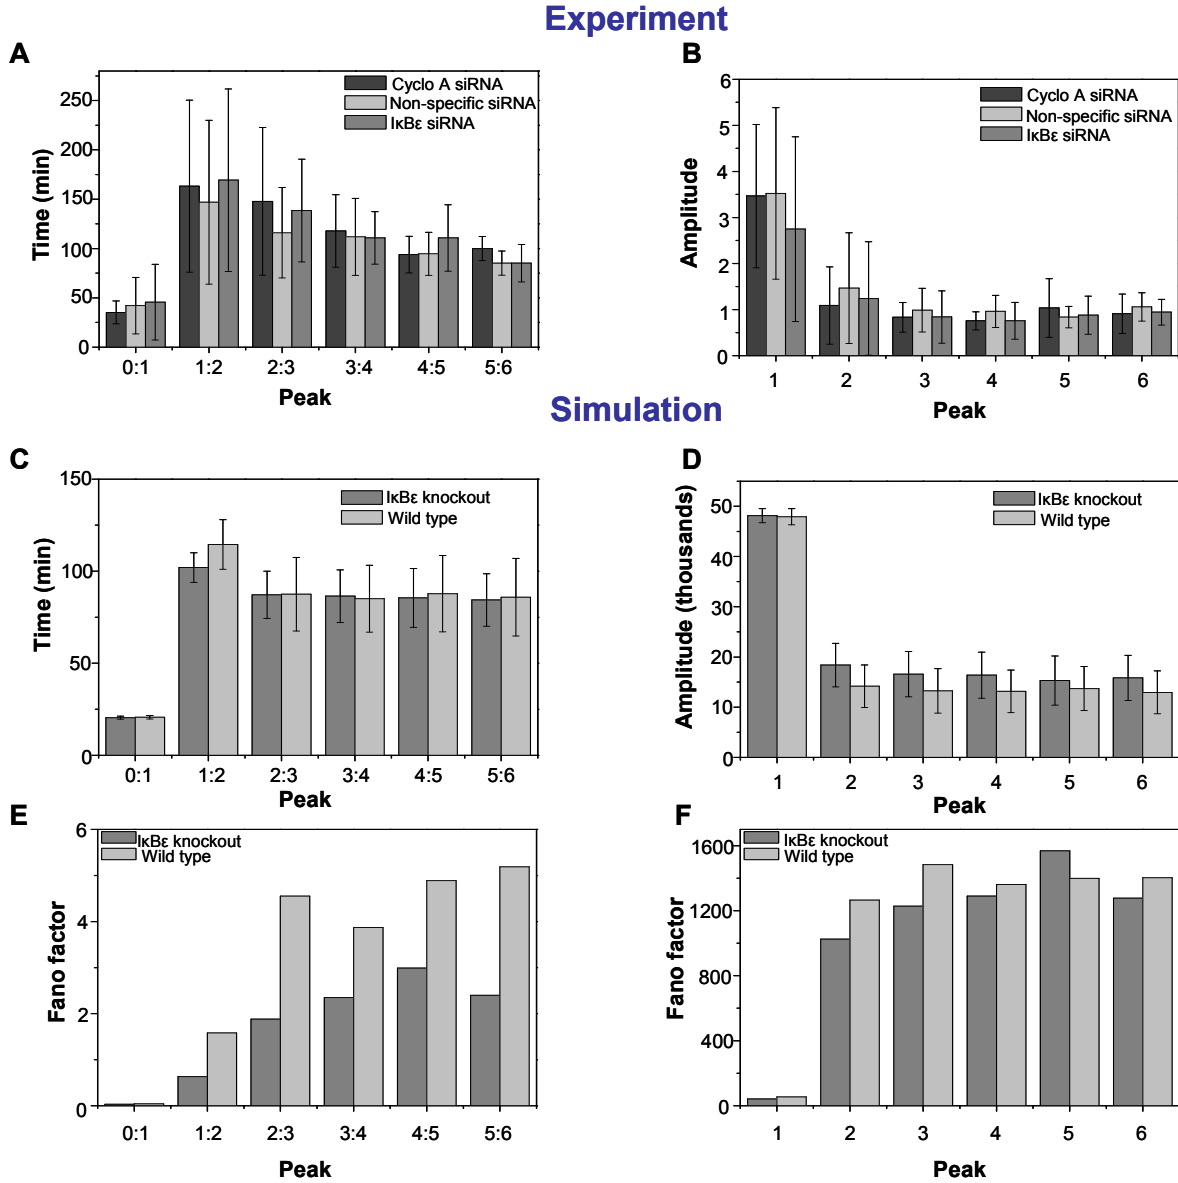 Experiment
A
Time (min)
250
200
150
100
50
0
Cyclo A siRNA
Non-specific siRNA
IκBε siRNA
0:1 1:2 2:3 3:4 4:5 5:6
Peak
B
Amplitude
6
5
4
3
2
1
0
Cyclo A siRNA
Non-specific siRNA
IκBε siRNA
1 2 3 4 5 6
Peak
Simulation
C
Time (min)
150
100
50
0
IκBε knockout
Wild type
0:1 1:2 2:3 3:4 4:5 5:6
Peak
D
Amplitude (thousands)
50
40
30
20
10
0
IκBε knockout
Wild type
1 2 3 4 5 6
Peak
E
Fano factor
6
4
2
0
IκBε knockout
Wild type
0:1 1:2 2:3 3:4 4:5 5:6
Peak
F
Fano factor
1600
1200
800
400
0
IκBε knockout
Wild type
1 2 3 4 5 6
Peak